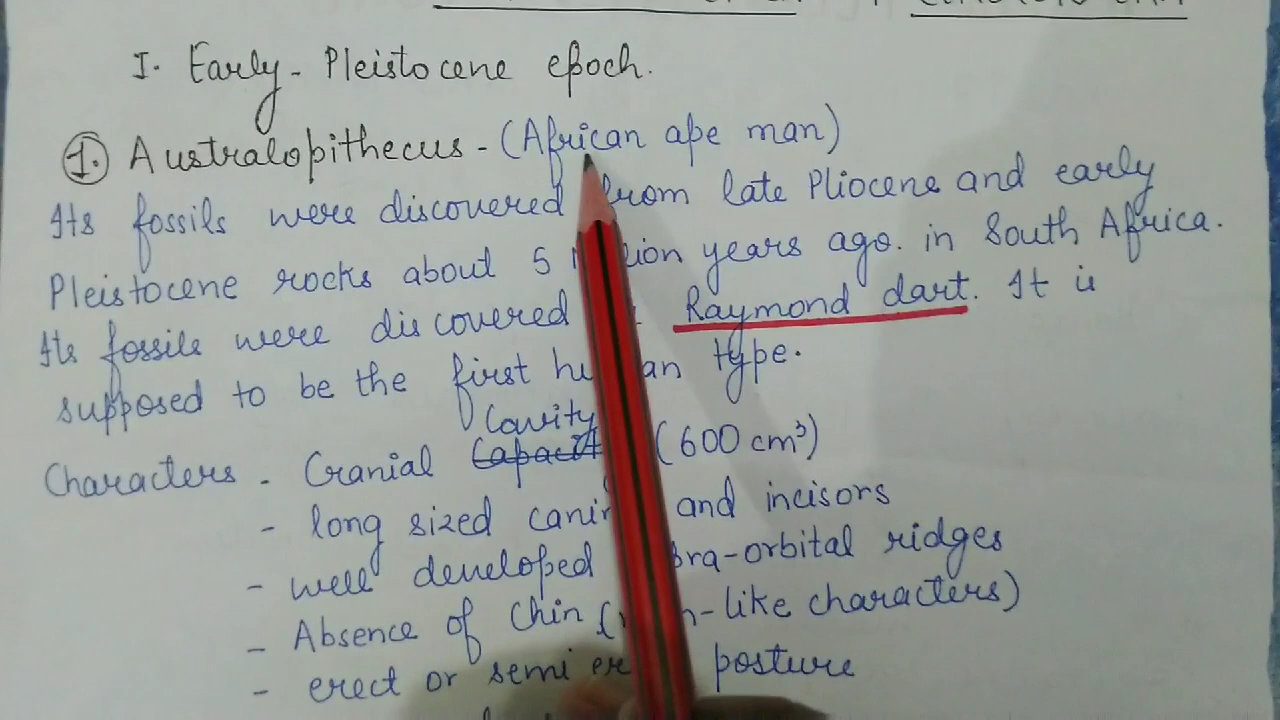 I. Early-Pleistocene epoch.
1. Australopithecus - (African ape man)
Its fossils were discovered from late Pliocene and early
Pleistocene rocks about 5 years ago. in South Africa.
Its fossils were discovered Raymond dart. It is
supposed to be the first type.
Cavity
Characters - Cranial (600 cm³)
- long sized and incisors
- well developed ridges
- Absence of Chin characters)
- erect or semi posture